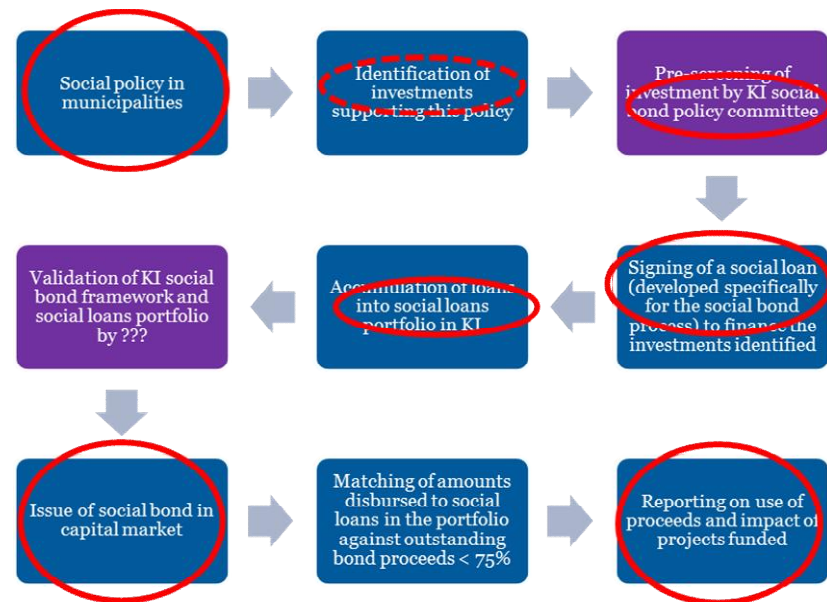 Social policy in
municipalities
Identification of
investments
supporting this policy
Pre-screening of
investment by KI social
bond policy committee
Signing of a social loan
(developed specifically
for the social bond
process) to finance the
investments identified
Accumulation of loans
into social loans
portfolio in KI
Validation of KI social
bond framework and
social loans portfolio
by ???
Issue of social bond in
capital market
Matching of amounts
disbursed to social
loans in the portfolio
against outstanding
bond proceeds < 75%
Reporting on use of
proceeds and impact of
projects funded